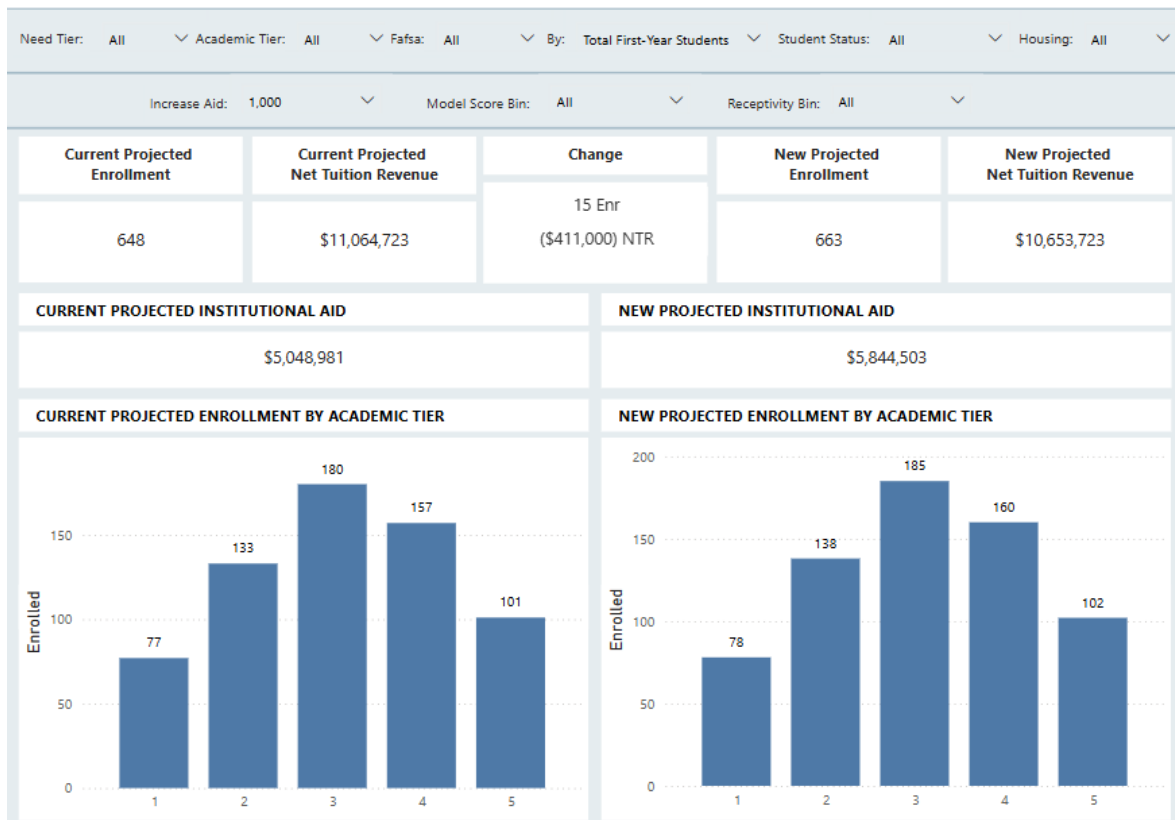 Need Tier: All Academic Tier: All Fafsa: All By: Total First-Year Students Student Status: All Housing: All
Increase Aid: 1,000 Model Score Bin: All Receptivity Bin: All
Current Projected
Enrollment
648
Current Projected
Net Tuition Revenue
$11,064,723
Change
15 Enr
($411,000) NTR
New Projected
Enrollment
663
New Projected
Net Tuition Revenue
$10,653,723
CURRENT PROJECTED INSTITUTIONAL AID
$5,048,981
NEW PROJECTED INSTITUTIONAL AID
$5,844,503
CURRENT PROJECTED ENROLLMENT BY ACADEMIC TIER
Enrolled
150
100
50
0
77
133
180
157
101
1 2 3 4 5
NEW PROJECTED ENROLLMENT BY ACADEMIC TIER
Enrolled
200
150
100
50
0
78
138
185
160
102
1 2 3 4 5